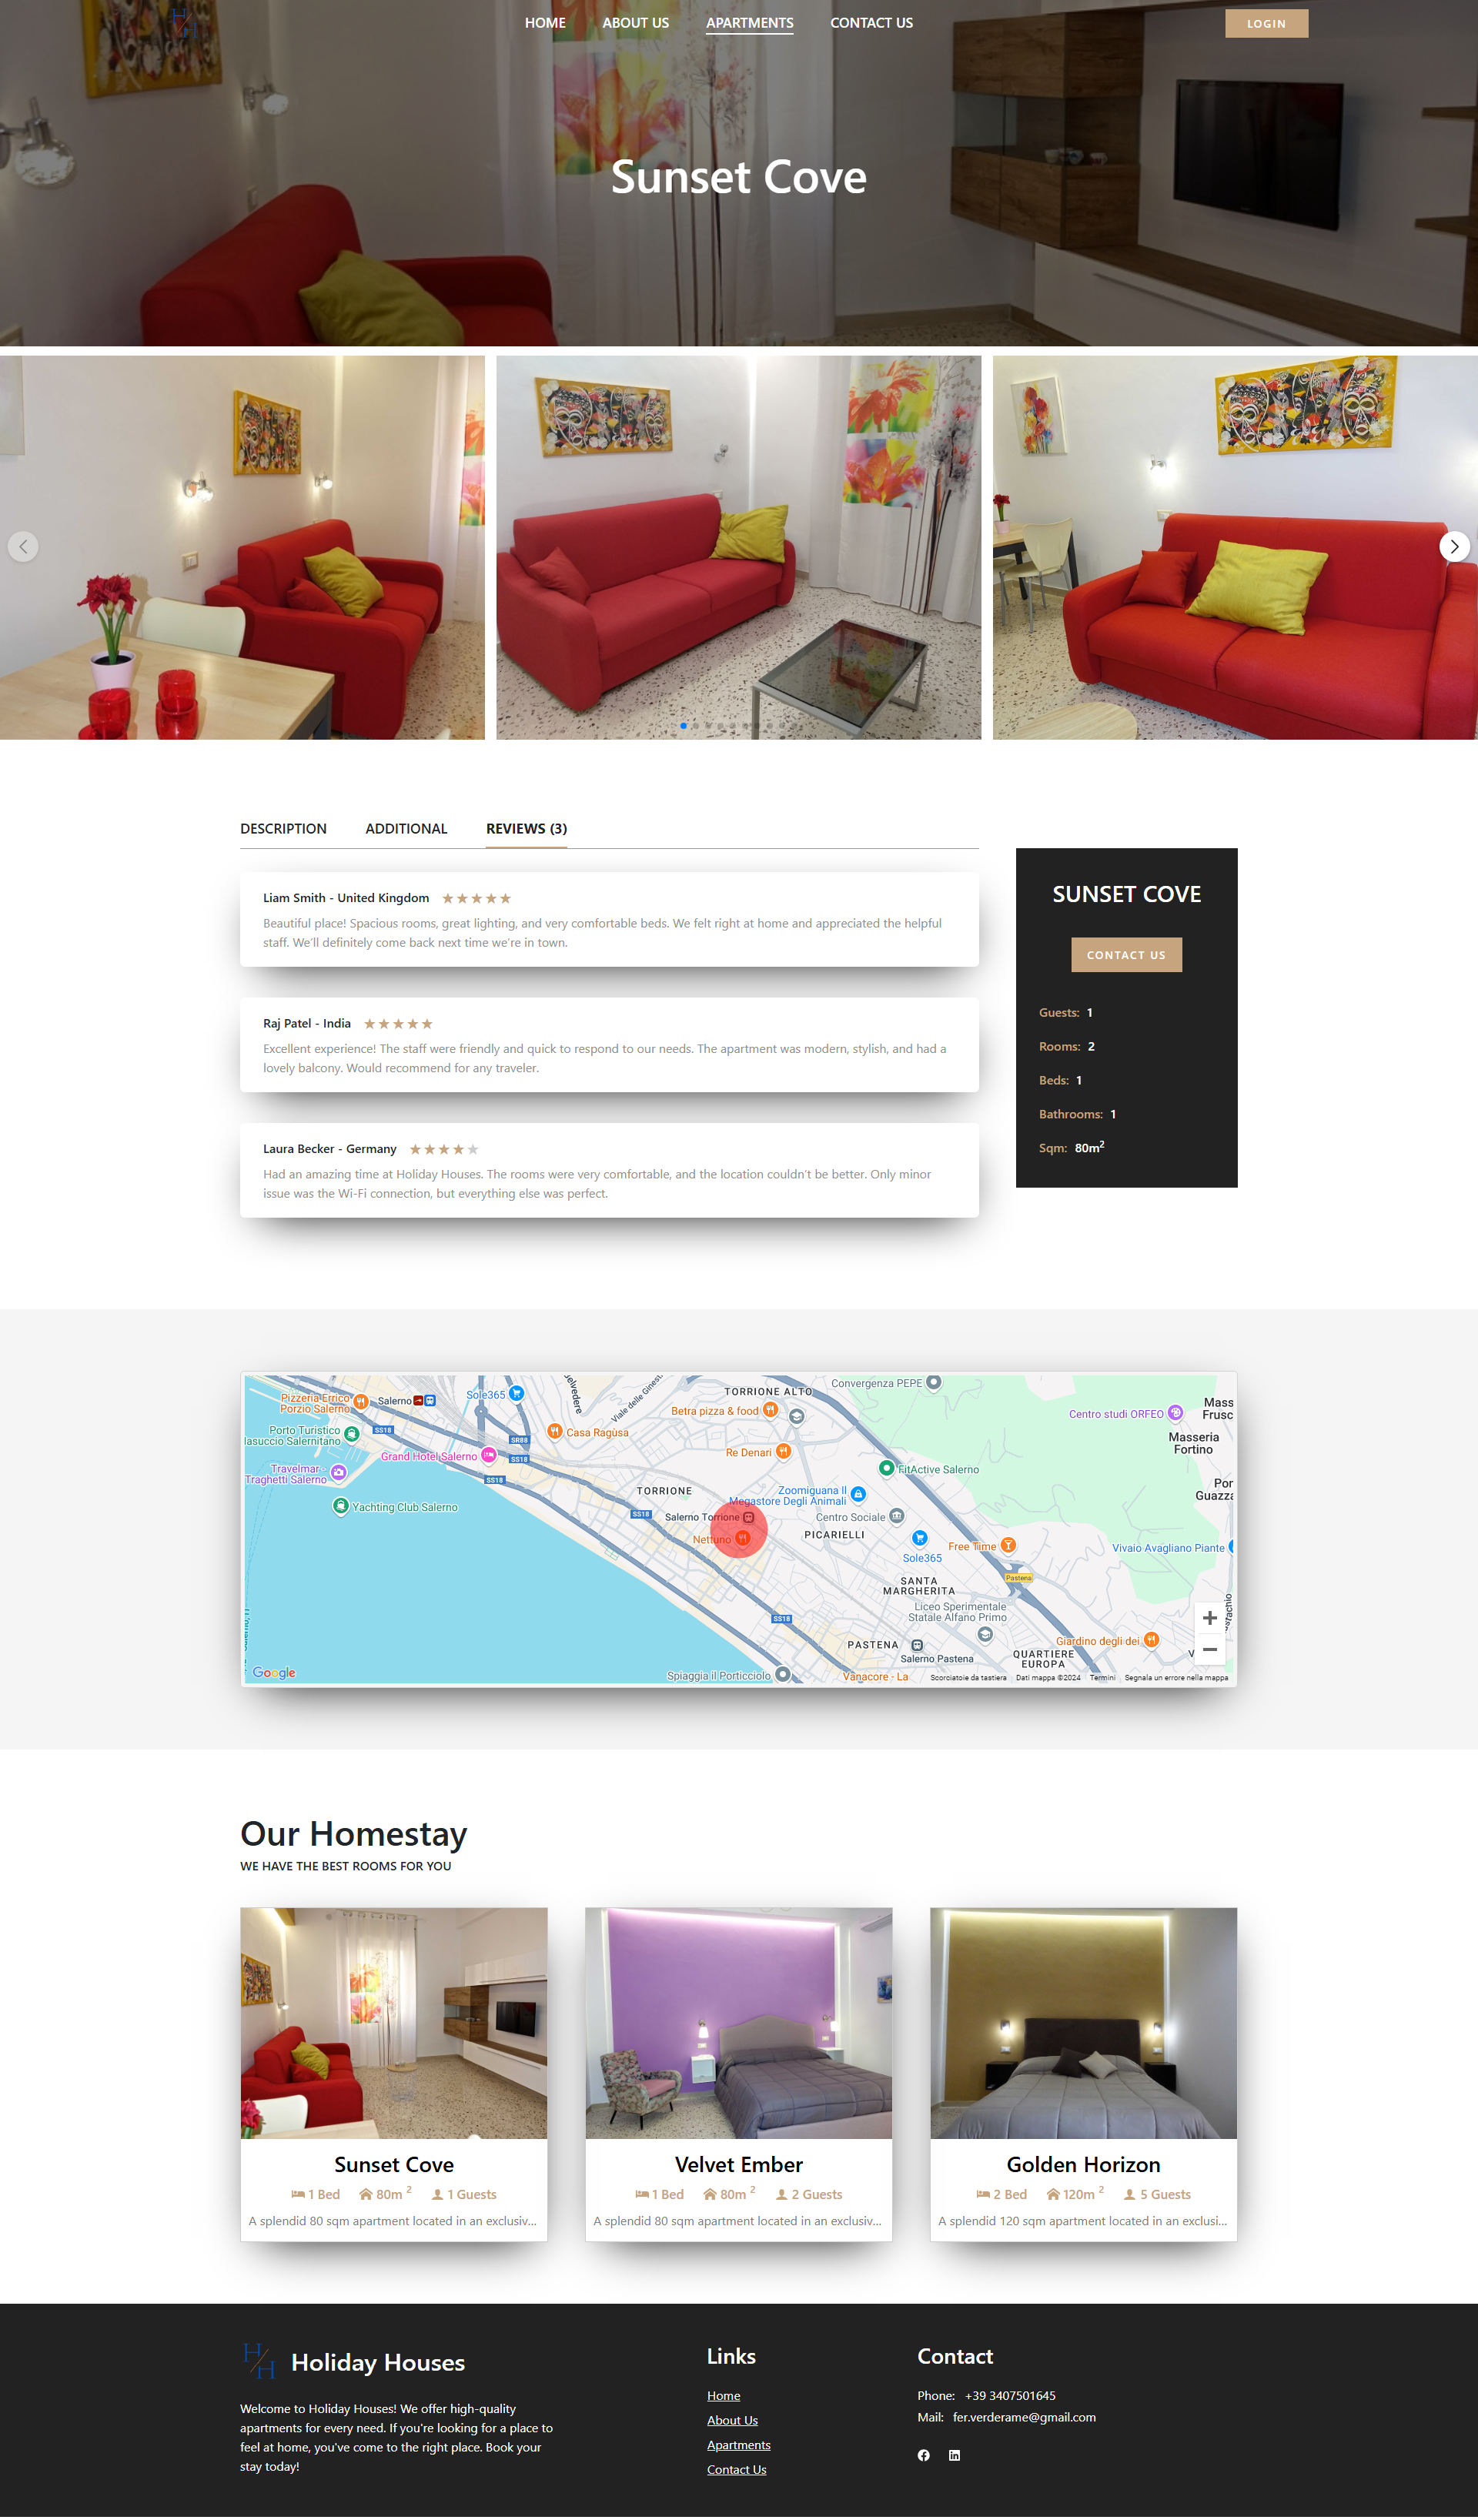 HOME ABOUT US APARTMENTS CONTACT US LOGIN
Sunset Cove
DESCRIPTION ADDITIONAL REVIEWS (3)
Liam Smith - United Kingdom ★★★★★
Beautiful place! Spacious rooms, great lighting, and very comfortable beds. We felt right at home and appreciated the helpful
staff. We'll definitely come back next time we're in town.
Raj Patel - India ★★★★★
Excellent experience! The staff were friendly and quick to respond to our needs. The apartment was modern, stylish, and had a
lovely balcony. Would recommend for any traveler.
Laura Becker - Germany ★★★★★
Had an amazing time at Holiday Houses. The rooms were very comfortable, and the location couldn't be better. Only minor
issue was the Wi-Fi connection, but everything else was perfect.
SUNSET COVE
CONTACT US
Guests: 1
Rooms: 2
Beds: 1
Bathrooms: 1
Sqm: 80m²
Pizzeria Errico
Porzio Salerno
Salerno
Sole365
Viale delle Ginest
TORRIONE ALTO
Convergenza PEPE
Betra pizza & food
Centro studi ORFEO
Mass
Frusc
Masseria
Fortino
Porto Turistico
Masuccio Salernitano
SS18
SR88
Casa Ragùsa
Grand Hotel Salerno
SS18
Re Denari
FitActive Salerno
Travelmar -
Traghetti Salerno
SS18
Yachting Club Salerno
TORRIONE
Zoomiguana Il
Megastore Degli Animali
Por
Guazza
SS18
Salerno Torrione
Centro Sociale
Nettuno
PICARIELLI
Sole365
Free Time
Vivaio Avagliano Piante
Pastena
SANTA
MARGHERITA
Liceo Sperimentale
Statale Alfano Primo
SS18
PASTENA
Salerno Pastena
QUARTIERE
EUROPA
Giardino degli dei
Google
Spiaggia il Porticciolo
Vanacore - La
Scorciatoie da tastiera Dati mappa ©2024 Termini Segnala un errore nella mappa
Our Homestay
WE HAVE THE BEST ROOMS FOR YOU
Sunset Cove
1 Bed 80m ² 1 Guests
A splendid 80 sqm apartment located in an exclusiv...
Velvet Ember
1 Bed 80m ² 2 Guests
A splendid 80 sqm apartment located in an exclusiv...
Golden Horizon
2 Bed 120m ² 5 Guests
A splendid 120 sqm apartment located in an exclusi...
HH Holiday Houses
Welcome to Holiday Houses! We offer high-quality
apartments for every need. If you're looking for a place to
feel at home, you've come to the right place. Book your
stay today!
Links
Home
About Us
Apartments
Contact Us
Contact
Phone: +39 3407501645
Mail: fer.verderame@gmail.com